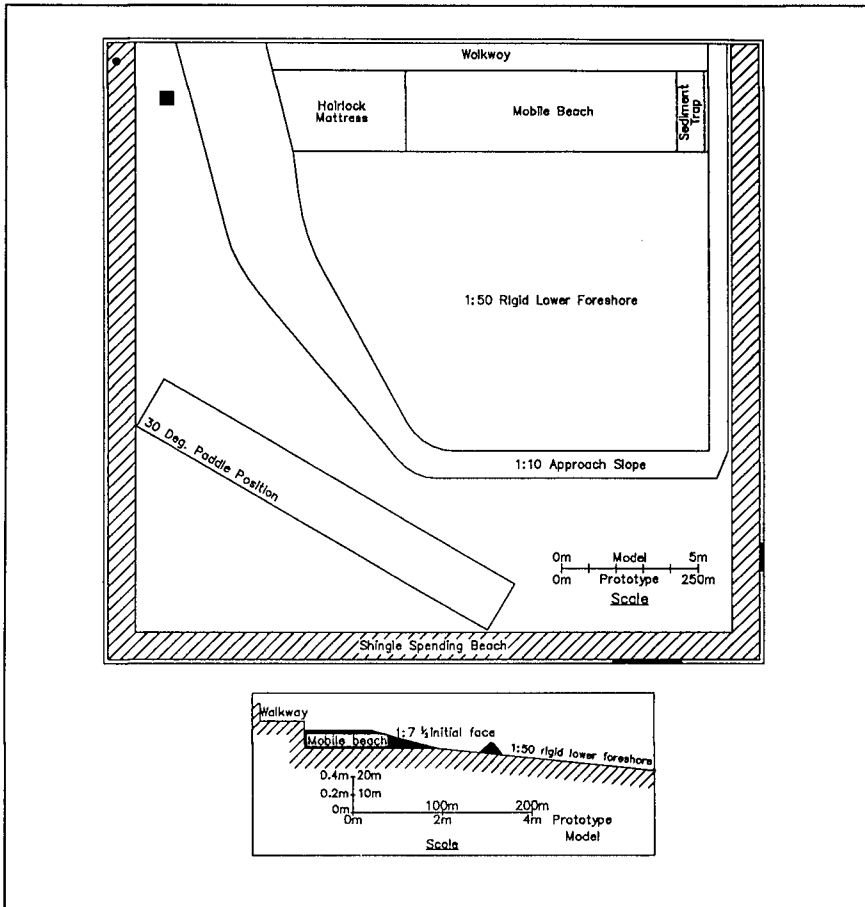 Walkway
Hairlock
Mattress
Mobile Beach
Sediment
Trap
1:50 Rigid Lower Foreshore
30 Deg. Paddle Position
1:10 Approach Slope
0m Model 5m
0m Prototype 250m
Scale
Shingle Spending Beach
Walkway
1:7 ½ initial face
Mobile beach
1:50 rigid lower foreshore
0.4m 20m
0.2m 10m
0m 100m 200m
0m 2m 4m Prototype
Model
Scale